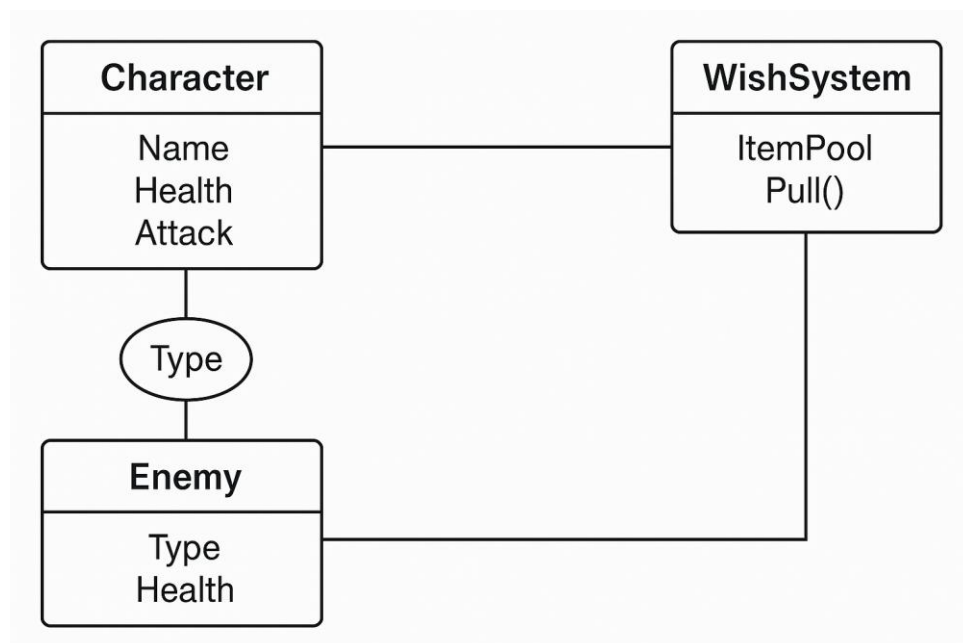 Character
Name
Health
Attack
WishSystem
ItemPool
Pull()
Type
Enemy
Type
Health